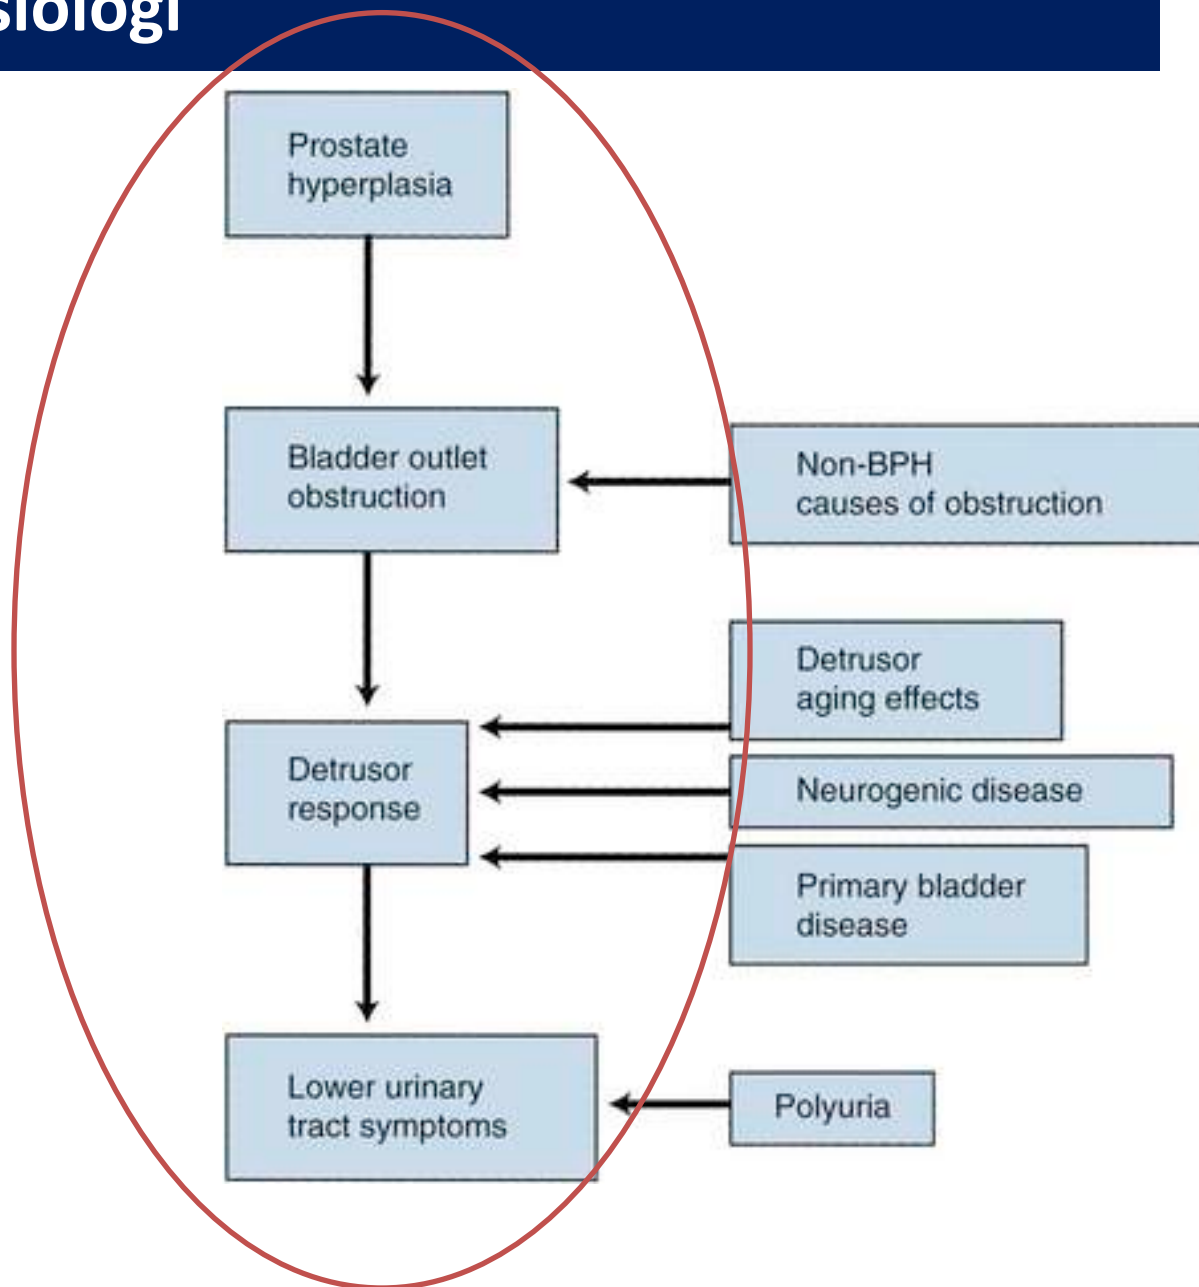 siologi
Prostate
hyperplasia
Bladder outlet
obstruction
Non-BPH
causes of obstruction
Detrusor
aging effects
Detrusor
response
Neurogenic disease
Primary bladder
disease
Lower urinary
tract symptoms
Polyuria